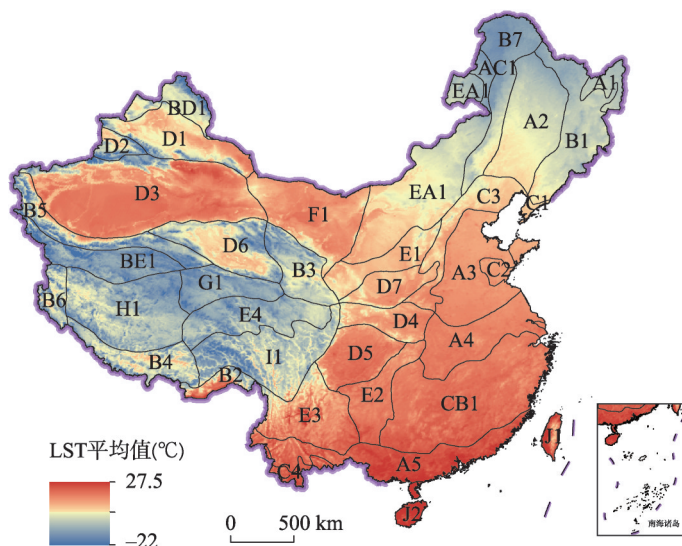 B7
AC1
EA1
A1
BD1
A2
D1
D2
B1
D3
EA1
C3
B5
F1
C1
D6
E1
A3
C2
BE1
B3
G1
D7
B6
H1
E4
D4
A4
B4
I1
D5
B2
E2
CB1
E3
J1
A5
C4
J2
LST平均值(℃)
27.5
-22
0 500 km
南海诸岛